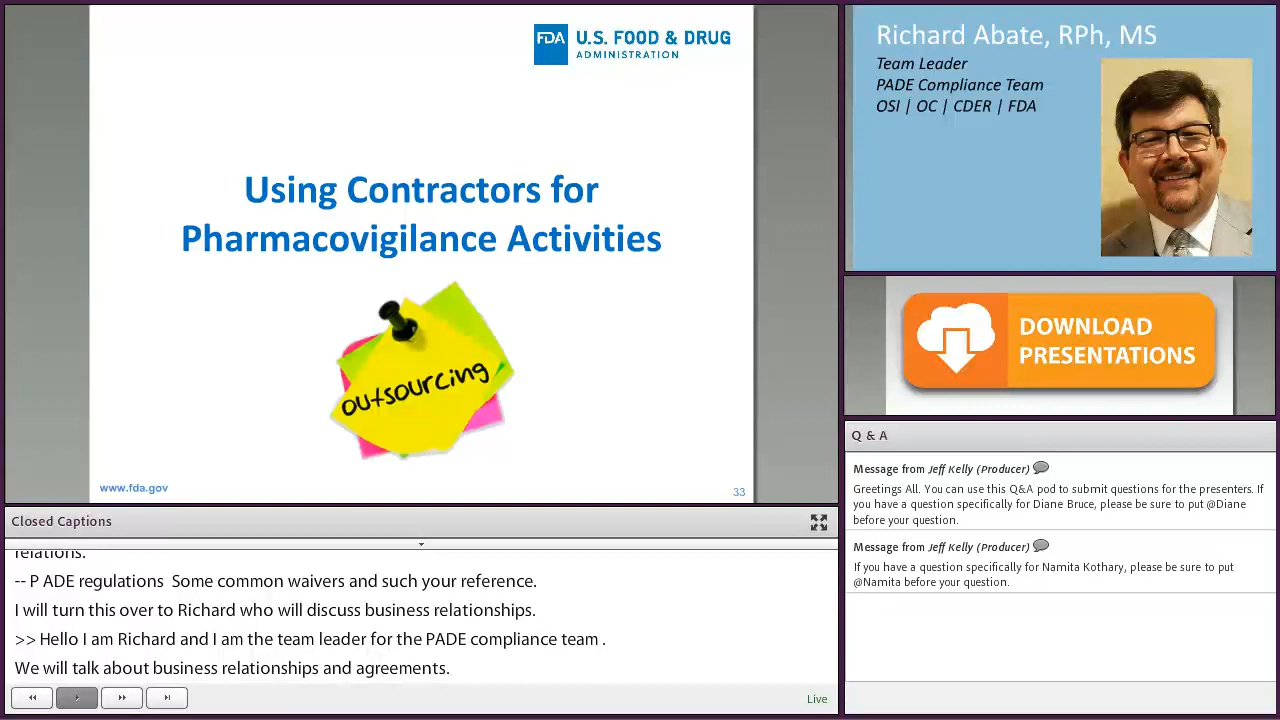 FDA
U.S. FOOD & DRUG
ADMINISTRATION
Using Contractors for
Pharmacovigilance Activities
outsourcing
www.fda.gov
33
Richard Abate, RPh, MS
Team Leader
PADE Compliance Team
OSI | OC | CDER | FDA
DOWNLOAD
PRESENTATIONS
Q & A
Message from Jeff Kelly (Producer)
Greetings All. You can use this Q&A pod to submit questions for the presenters. If
you have a question specifically for Diane Bruce, please be sure to put @Diane
before your question.
Message from Jeff Kelly (Producer)
If you have a question specifically for Namita Kothary, please be sure to put
@Namita before your question.
Closed Captions
relations.
-- P ADE regulations  Some common waivers and such your reference.
I will turn this over to Richard who will discuss business relationships.
>> Hello I am Richard and I am the team leader for the PADE compliance team .
We will talk about business relationships and agreements.
Live